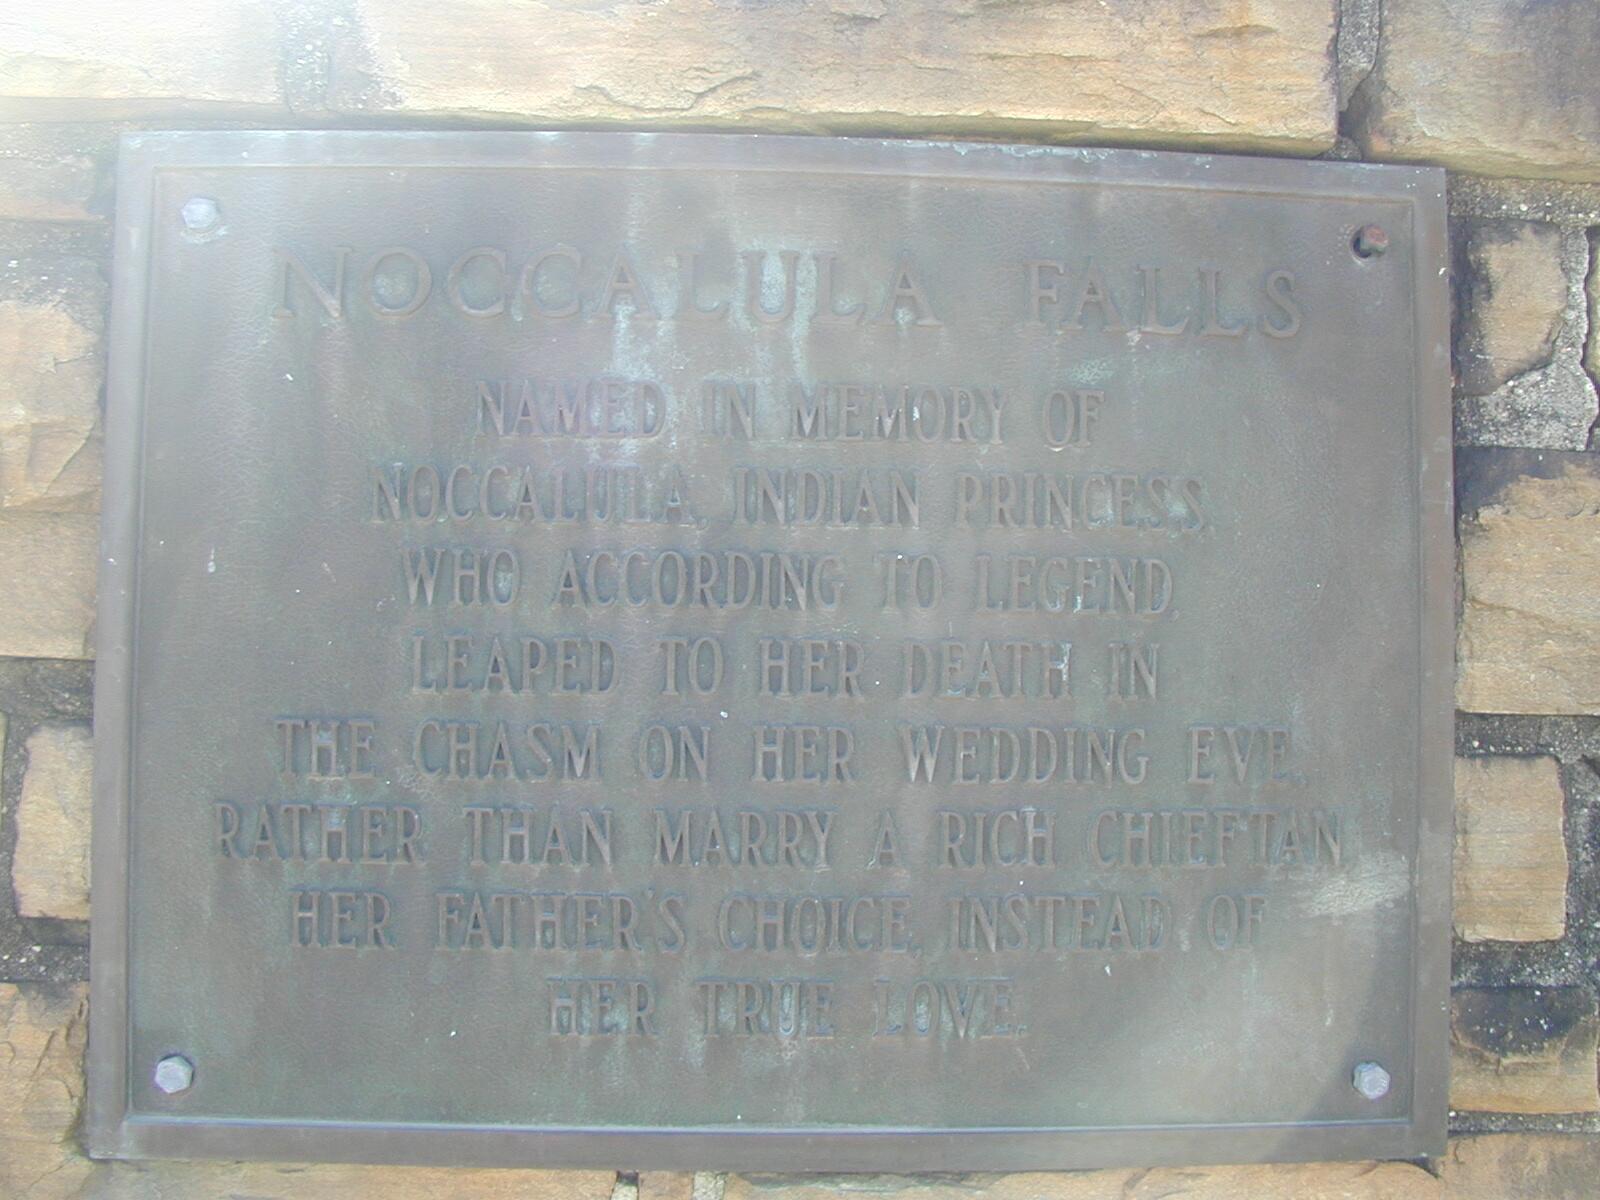 NOCCALULA FALLS
NAMED IN MEMORY OF
NOCCALULA, INDIAN PRINCESS,
WHO ACCORDING TO LEGEND,
LEAPED TO HER DEATH IN
THE CHASM ON HER WEDDING EVE,
RATHER THAN MARRY A RICH CHIEFTAN
HER FATHER'S CHOICE, INSTEAD OF
HER TRUE LOVE.